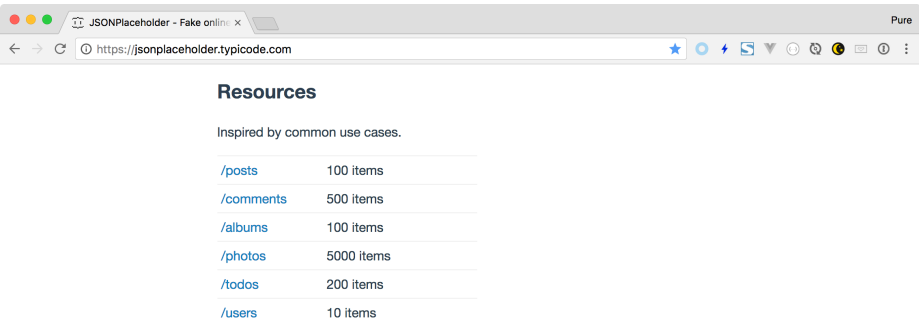 JSONPlaceholder - Fake online
Pure
https://jsonplaceholder.typicode.com
Resources
Inspired by common use cases.
/posts 100 items
/comments 500 items
/albums 100 items
/photos 5000 items
/todos 200 items
/users 10 items